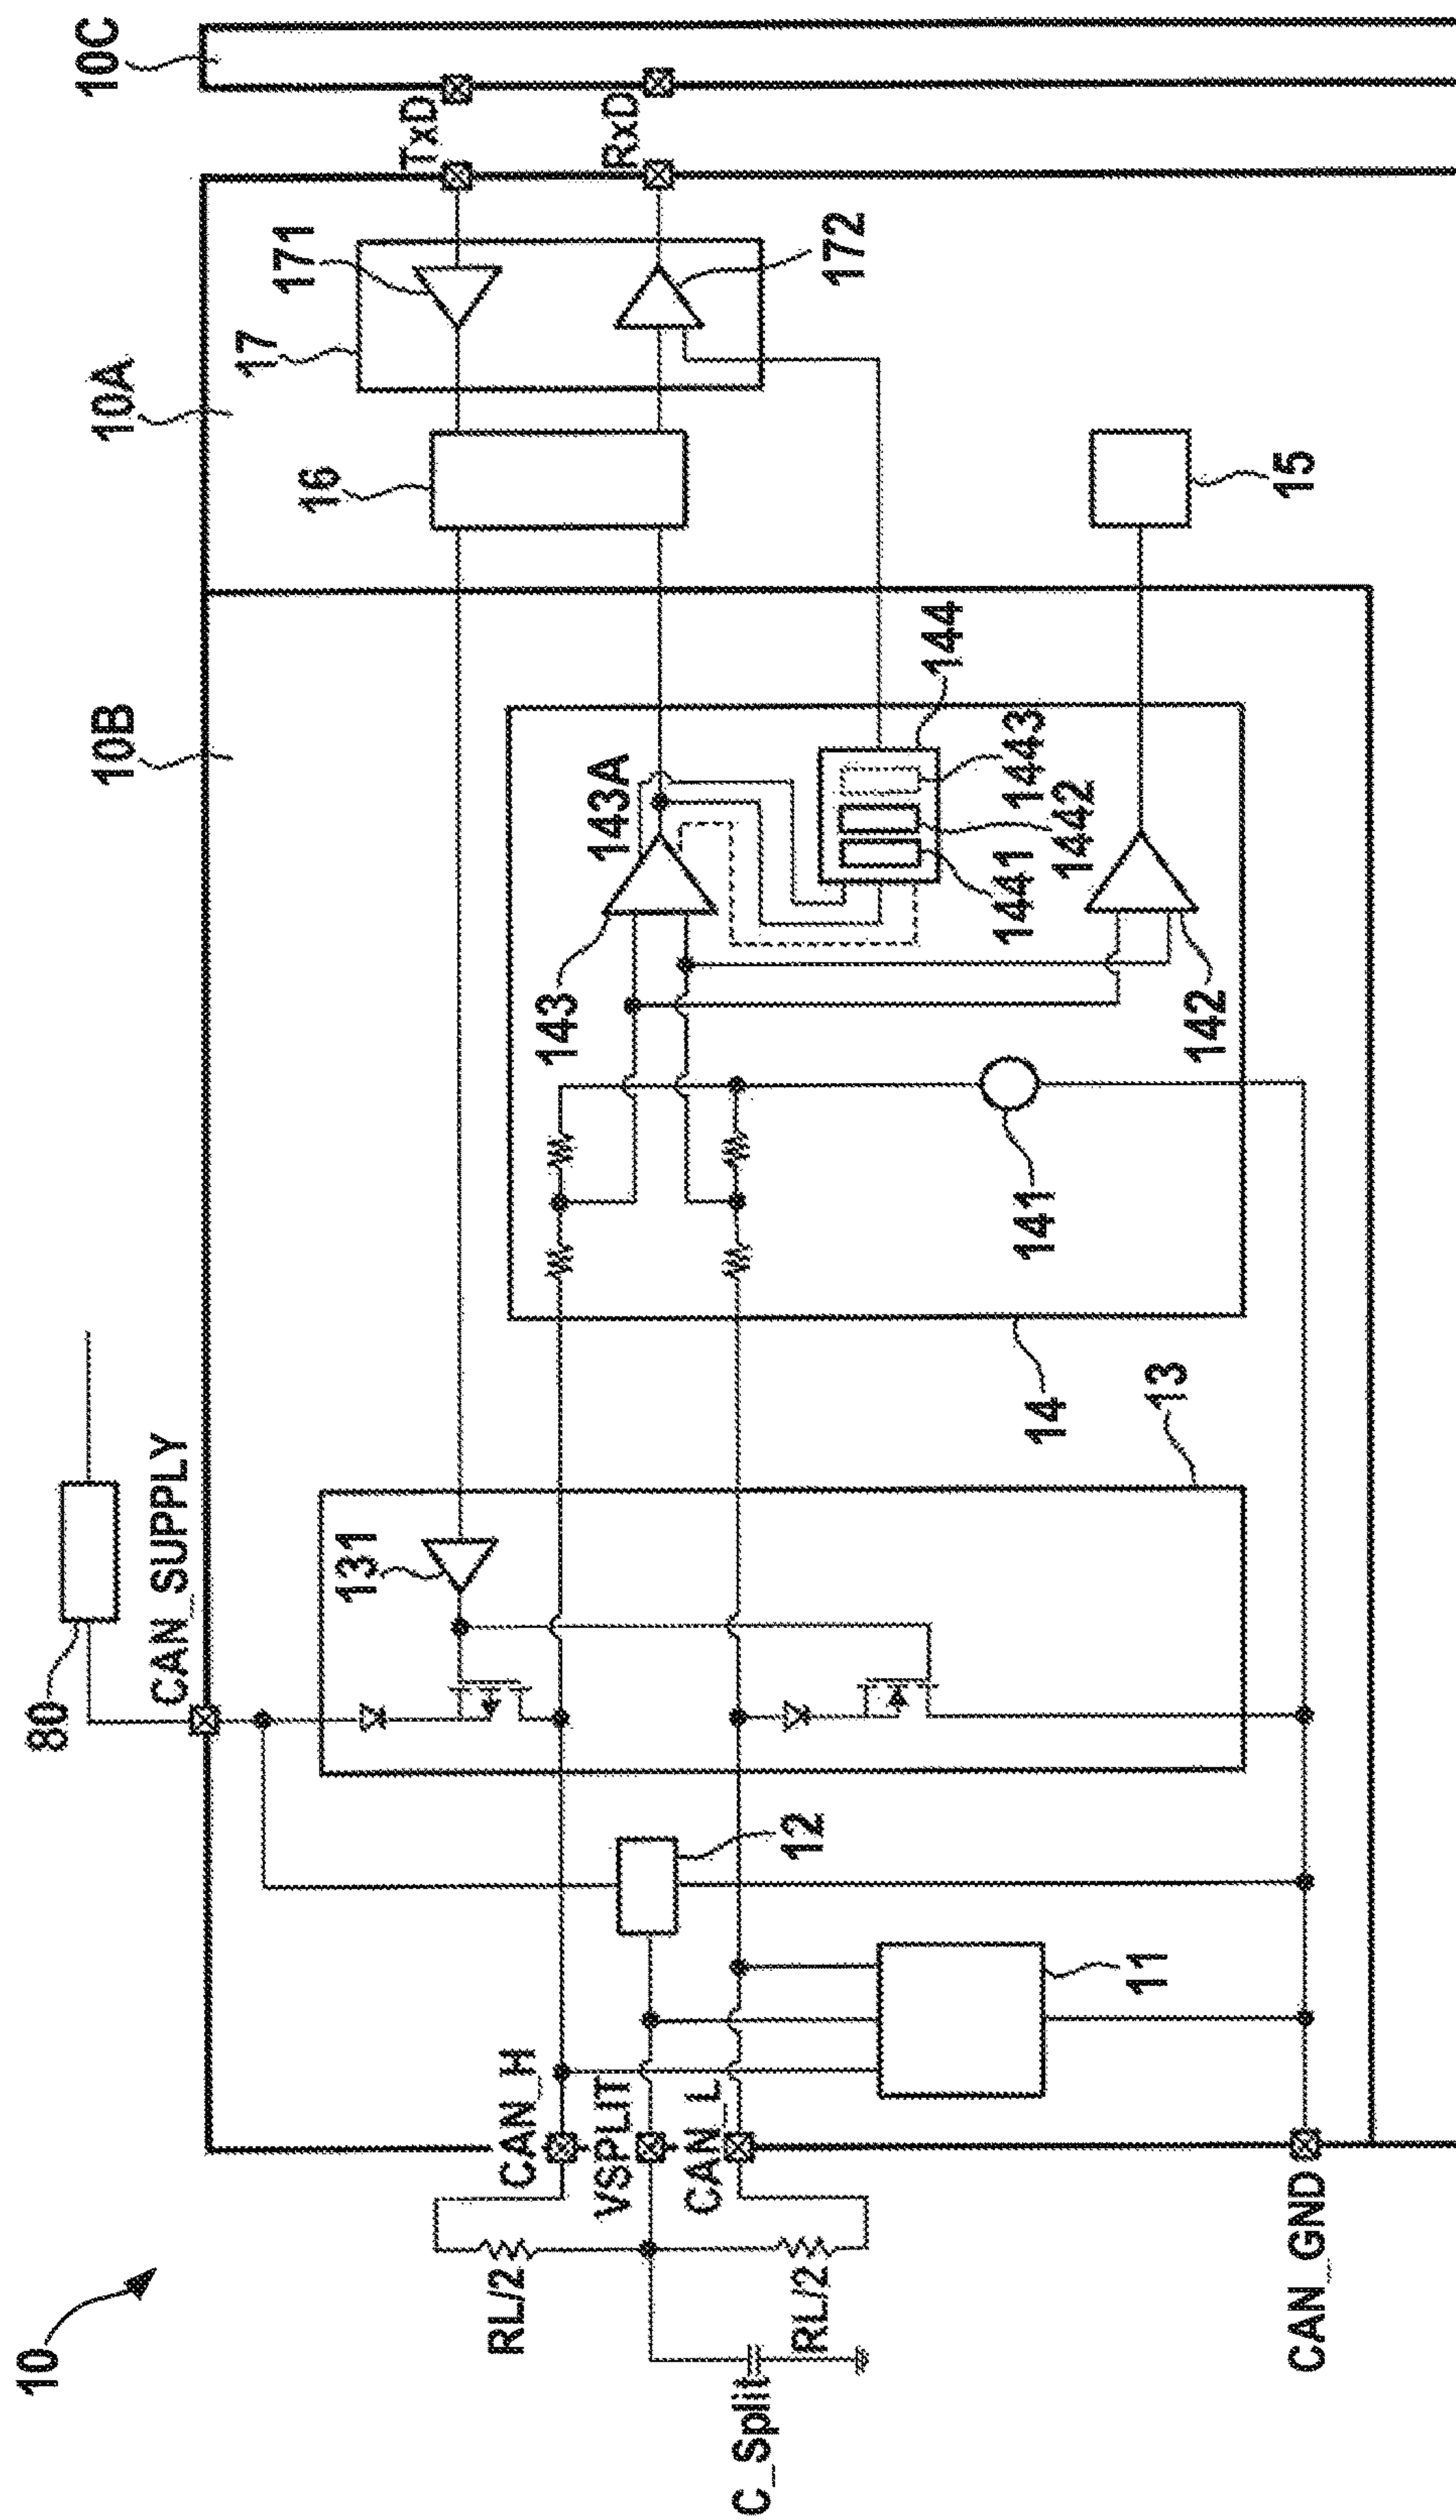 10
80
CAN_SUPPLY
10B
10A
10C
131
143
143A
16
17
171
TxD
RxD
172
CAN_H
VSPLIT
CAN_L
RL/2
RL/2
C_Split
12
11
13
14
141
142
1441
1442
1443
144
15
CAN_GND